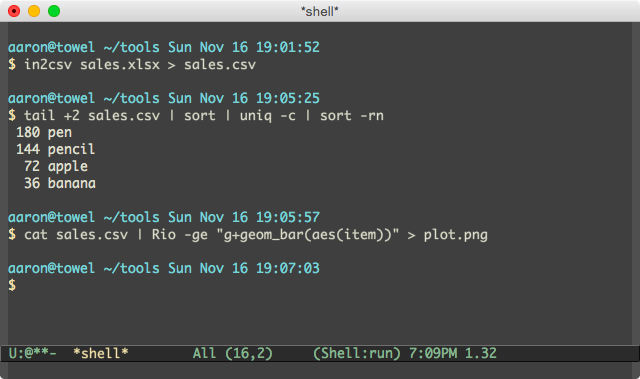 *shell*
aaron@towel ~/tools Sun Nov 16 19:01:52
$ in2csv sales.xlsx > sales.csv
aaron@towel ~/tools Sun Nov 16 19:05:25
$ tail +2 sales.csv | sort | uniq -c | sort -rn
180 pen
144 pencil
72 apple
36 banana
aaron@towel ~/tools Sun Nov 16 19:05:57
$ cat sales.csv | Rio -ge "g+geom_bar(aes(item))" > plot.png
aaron@towel ~/tools Sun Nov 16 19:07:03
$
U:@**- *shell* All (16,2) (Shell:run) 7:09PM 1.32